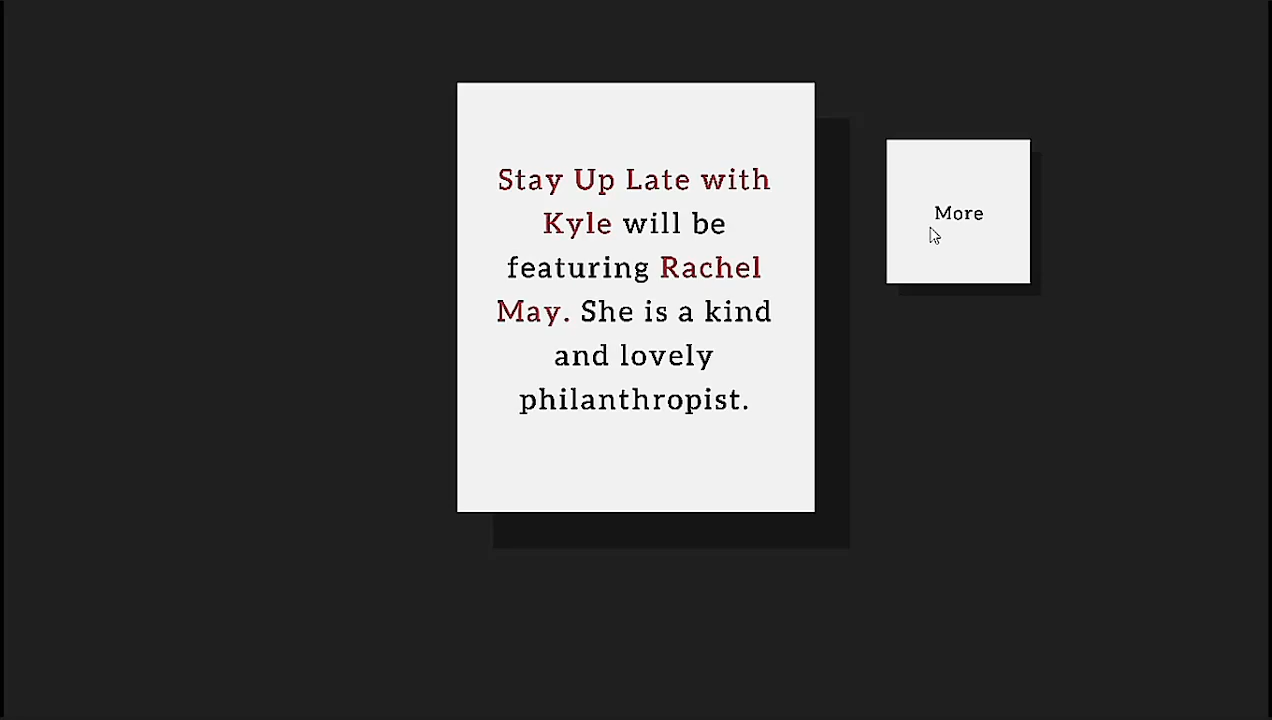 Stay Up Late with
Kyle will be
featuring Rachel
May. She is a kind
and lovely
philanthropist.
More